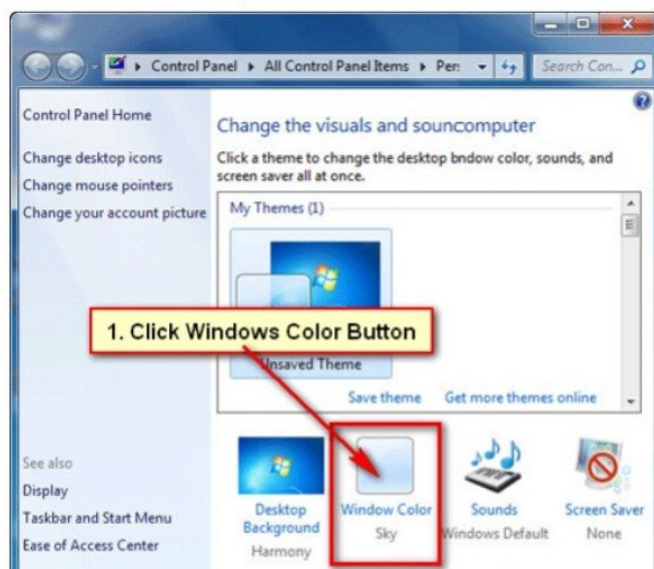 Control Panel ▸ All Control Panel Items ▸ Per:
Search Con...
Control Panel Home
Change desktop icons
Change mouse pointers
Change your account picture
Change the visuals and souncomputer
Click a theme to change the desktop bndow color, sounds, and
screen saver all at once.
My Themes (1)
1. Click Windows Color Button
Unsaved Theme
Save theme
Get more themes online
See also
Display
Taskbar and Start Menu
Ease of Access Center
Desktop
Background
Harmony
Window Color
Sky
Sounds
Windows Default
Screen Saver
None